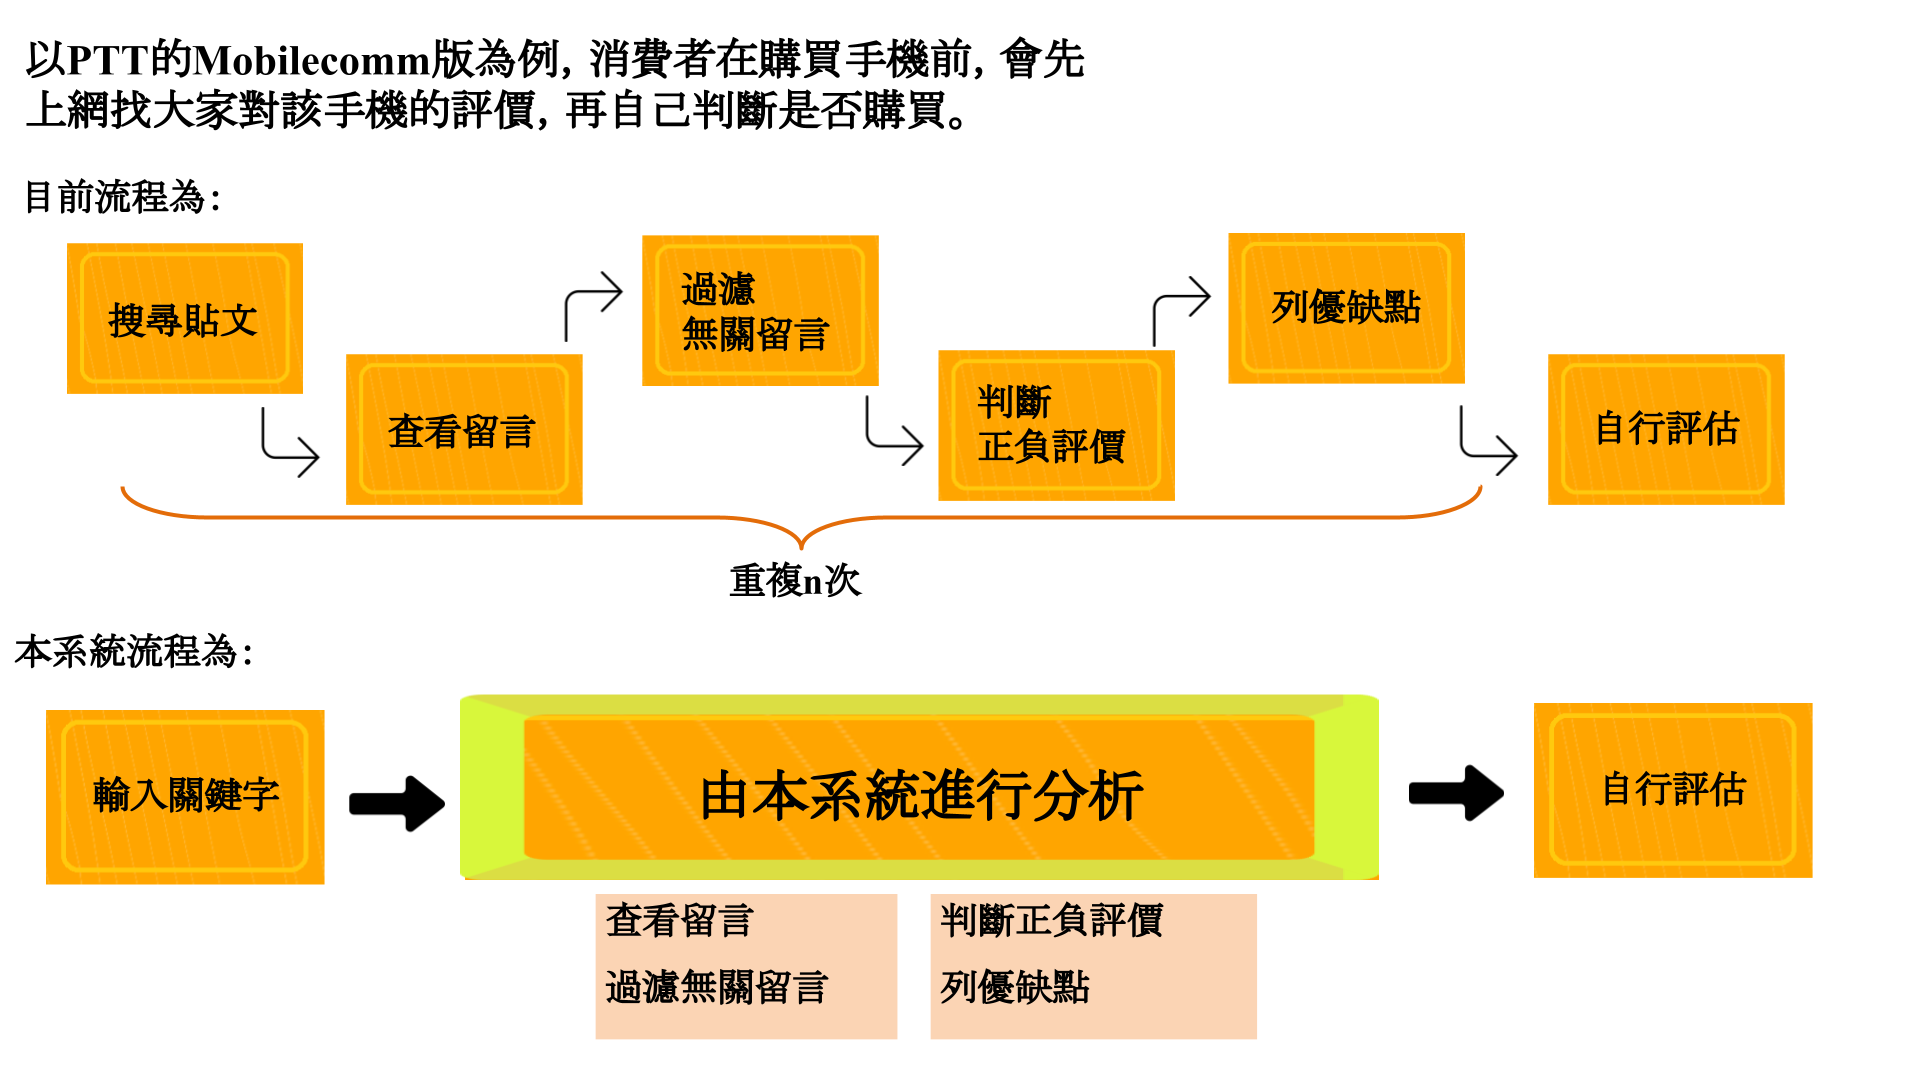 以PTT的Mobilecomm版為例，消費者在購買手機前，會先
上網找大家對該手機的評價，再自己判斷是否購買。
目前流程為：
搜尋貼文
查看留言
過濾
無關留言
判斷
正負評價
列優缺點
自行評估
重複n次
本系統流程為：
輸入關鍵字
由本系統進行分析
自行評估
查看留言
過濾無關留言
判斷正負評價
列優缺點